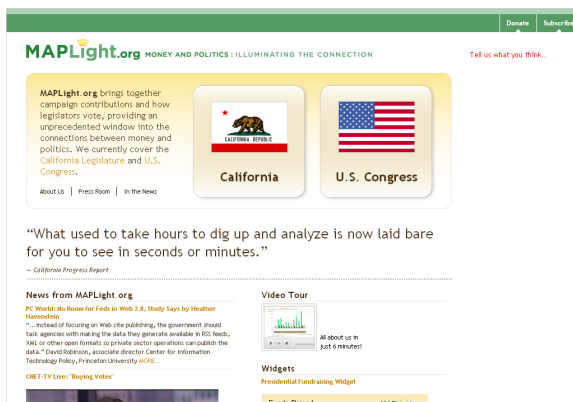 Donate Subscribe
MAPLight.org MONEY AND POLITICS : ILLUMINATING THE CONNECTION
Tell us what you think...
MAPLight.org brings together
campaign contributions and how
legislators vote, providing an
unprecedented window into the
connections between money and
politics. We currently cover the
California Legislature and U.S.
Congress.
About Us | Press Room | In the News
CALIFORNIA REPUBLIC
California
U.S. Congress
“What used to take hours to dig up and analyze is now laid bare
for you to see in seconds or minutes.”
— California Progress Report
News from MAPLight.org
PC World: No Room for Feds in Web 2.0, Study Says by Heather
Havenstein
"...Instead of focusing on Web site publishing, the government should
task agencies with making the data they generate available in RSS feeds,
XML or other open formats so private sector operations can publish the
data." David Robinson, associate director Center for Information
Technology Policy, Princeton University MORE...
CNET-TV Live: 'Buying Votes'
Video Tour
All about us in
just 6 minutes!
Widgets
Presidential Fundraising Widget